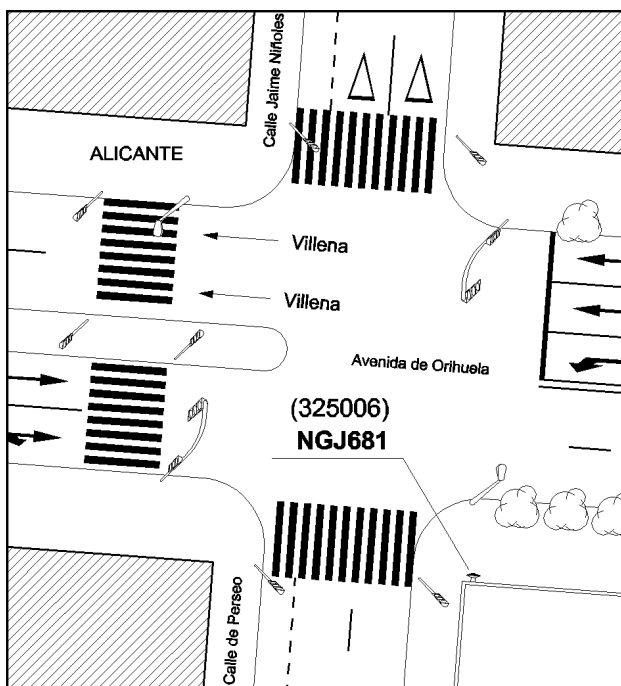 Calle Jaime Niñoles
ALICANTE
Villena
Villena
Avenida de Orihuela
(325006)
NGJ681
Calle de Perseo